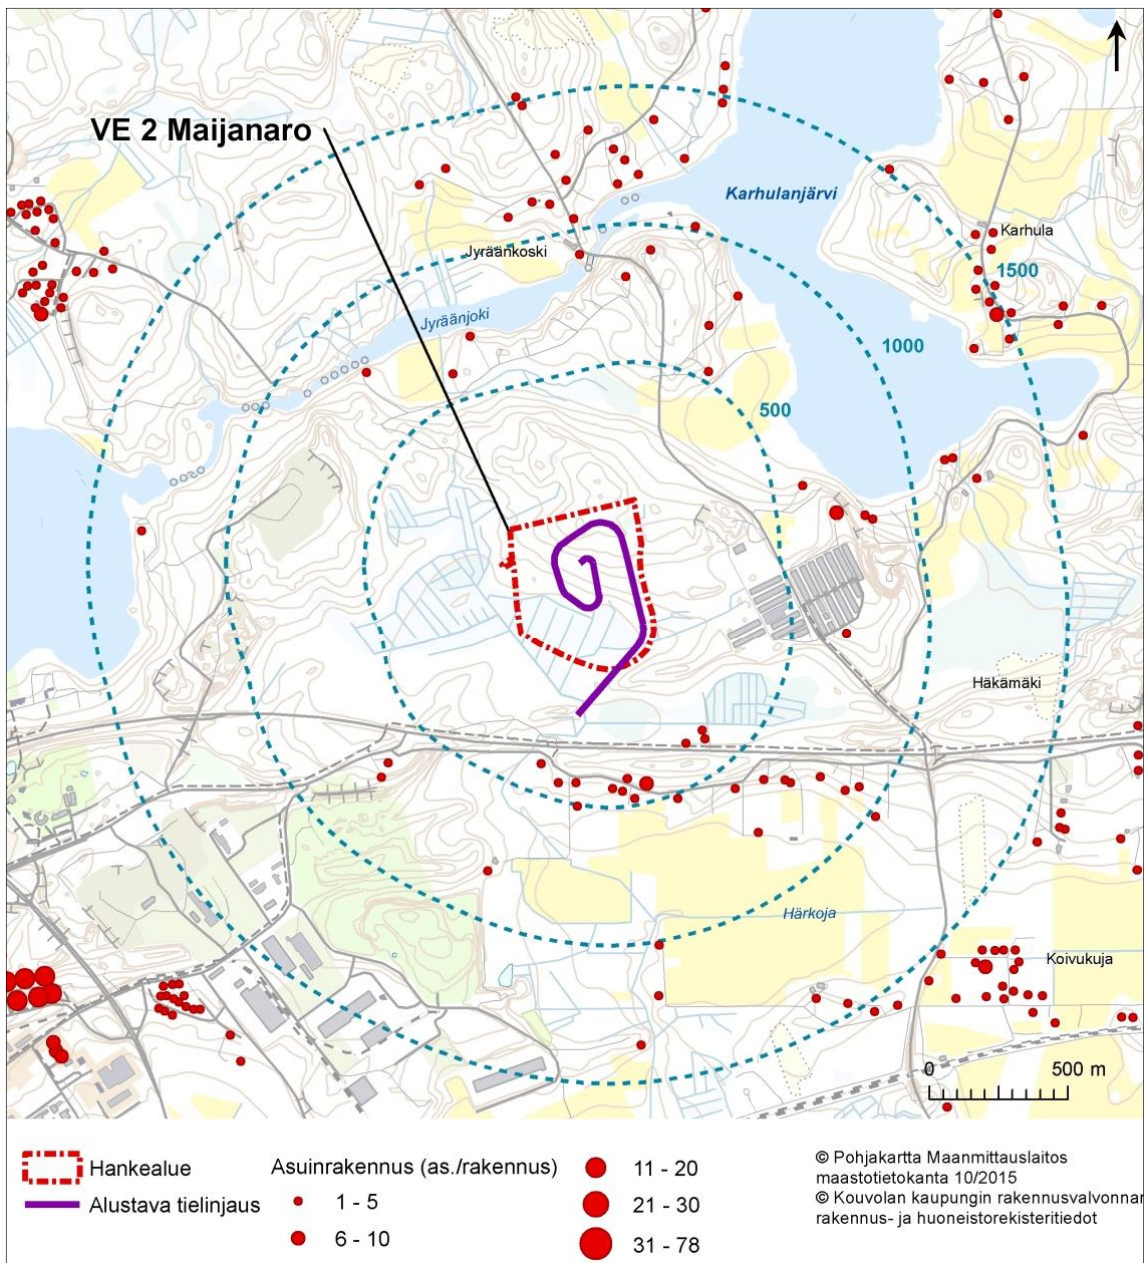 VE 2 Maijanaro
Karhulanjärvi
Karhula
Jyräänkoski
1500
Jyräänjoki
1000
500
Häkämäki
Härkoja
Koivukuja
0 500 m
Hankealue
Alustava tielinjaus
Asuinrakennus (as./rakennus)
1 - 5
6 - 10
11 - 20
21 - 30
31 - 78
© Pohjakartta Maanmittauslaitos
maastotietokanta 10/2015
© Kouvolan kaupungin rakennusvalvonnan
rakennus- ja huoneistorekisteritiedot